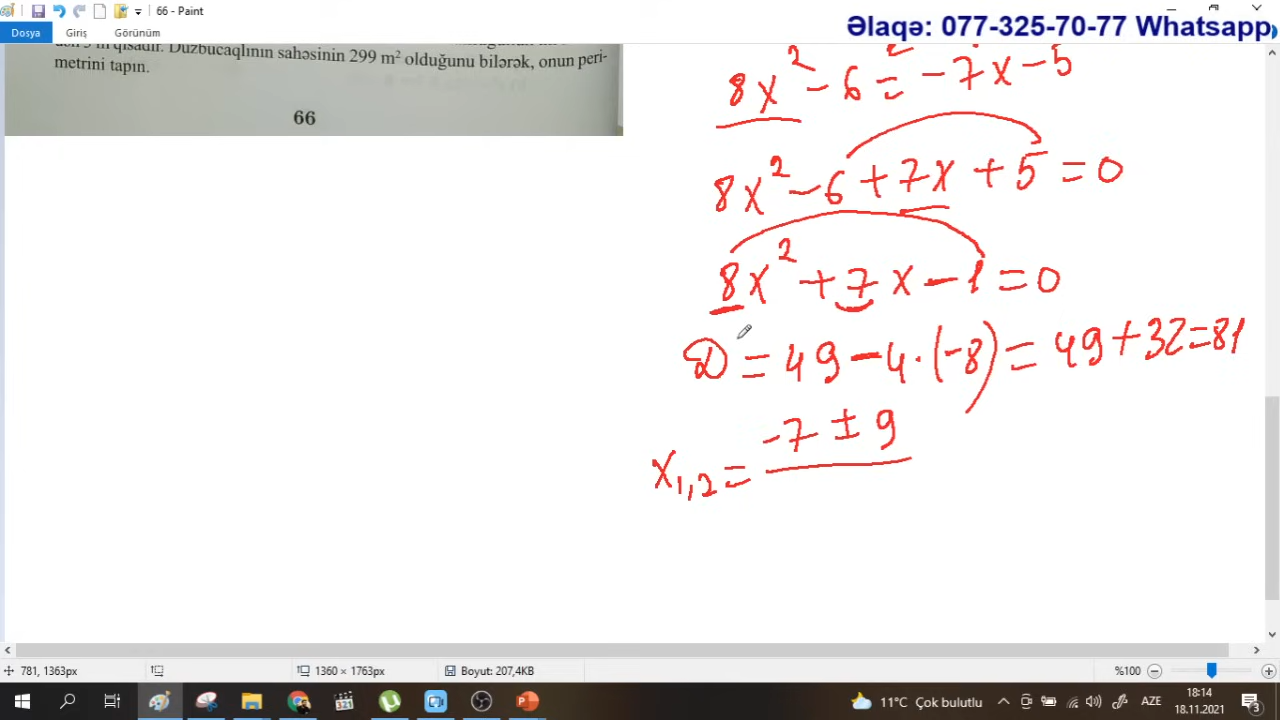 66 - Paint
Əlaqə: 077-325-70-77 Whatsapp
Dosya Giriş Görünüm
qısadır. Düzbucaqlının sahəsinin 299 m² olduğunu bilərək, onun peri-
metrini tapın.
66
8x² - 6 = -7x - 5
8x² - 6 + 7x + 5 = 0
8x² + 7x - 1 = 0
D = 49 - 4 · (-8) = 49 + 32 = 81
-7 ± 9
x1,2 =
781, 1363px 1360 × 1763px Boyut: 207,4KB %100
11°C Çok bulutlu AZE 18:14
18.11.2021 3